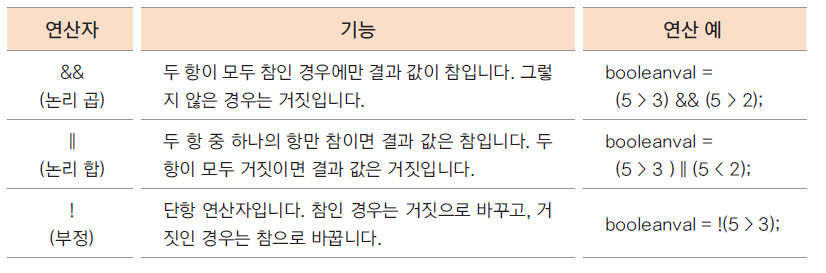 연산자 기능 연산 예
&& 두 항이 모두 참인 경우에만 결과 값이 참입니다. 그렇 booleanval =
(논리 곱) 지 않은 경우는 거짓입니다. (5 > 3) && (5 > 2);
|| 두 항 중 하나의 항만 참이면 결과 값은 참입니다. 두 booleanval =
(논리 합) 항이 모두 거짓이면 결과 값은 거짓입니다. (5 > 3 ) || (5 < 2);
! 단항 연산자입니다. 참인 경우는 거짓으로 바꾸고, 거
(부정) 짓인 경우는 참으로 바꿉니다. booleanval = !(5 > 3);